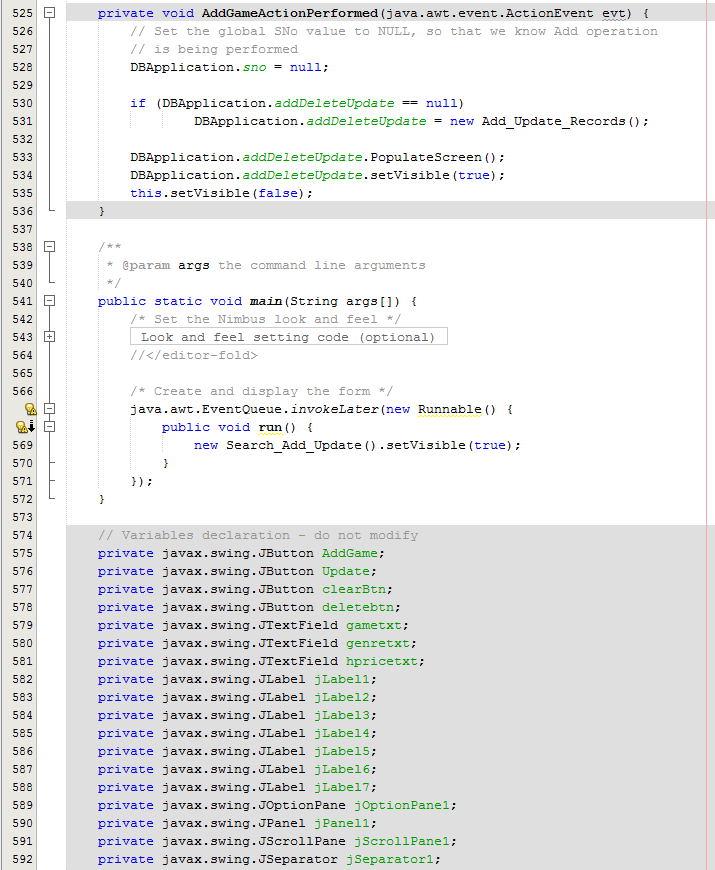 525 private void AddGameActionPerformed(java.awt.event.ActionEvent evt) {
526 // Set the global SNo value to NULL, so that we know Add operation
527 // is being performed
528 DBApplication.sno = null;
529
530 if (DBApplication.addDeleteUpdate == null)
531 DBApplication.addDeleteUpdate = new Add_Update_Records();
532
533 DBApplication.addDeleteUpdate.PopulateScreen();
534 DBApplication.addDeleteUpdate.setVisible(true);
535 this.setVisible(false);
536 }
537
538 /**
539 * @param args the command line arguments
540 */
541 public static void main(String args[]) {
542 /* Set the Nimbus look and feel */
543 Look and feel setting code (optional)
564 //</editor-fold>
565
566 /* Create and display the form */
java.awt.EventQueue.invokeLater(new Runnable() {
public void run() {
569 new Search_Add_Update().setVisible(true);
570 }
571 });
572 }
573
574 // Variables declaration - do not modify
575 private javax.swing.JButton AddGame;
576 private javax.swing.JButton Update;
577 private javax.swing.JButton clearBtn;
578 private javax.swing.JButton deletebtn;
579 private javax.swing.JTextField gametxt;
580 private javax.swing.JTextField genretxt;
581 private javax.swing.JTextField hpricetxt;
582 private javax.swing.JLabel jLabel1;
583 private javax.swing.JLabel jLabel2;
584 private javax.swing.JLabel jLabel3;
585 private javax.swing.JLabel jLabel4;
586 private javax.swing.JLabel jLabel5;
587 private javax.swing.JLabel jLabel6;
588 private javax.swing.JLabel jLabel7;
589 private javax.swing.JOptionPane jOptionPane1;
590 private javax.swing.JPanel jPanel1;
591 private javax.swing.JScrollPane jScrollPane1;
592 private javax.swing.JSeparator jSeparator1;